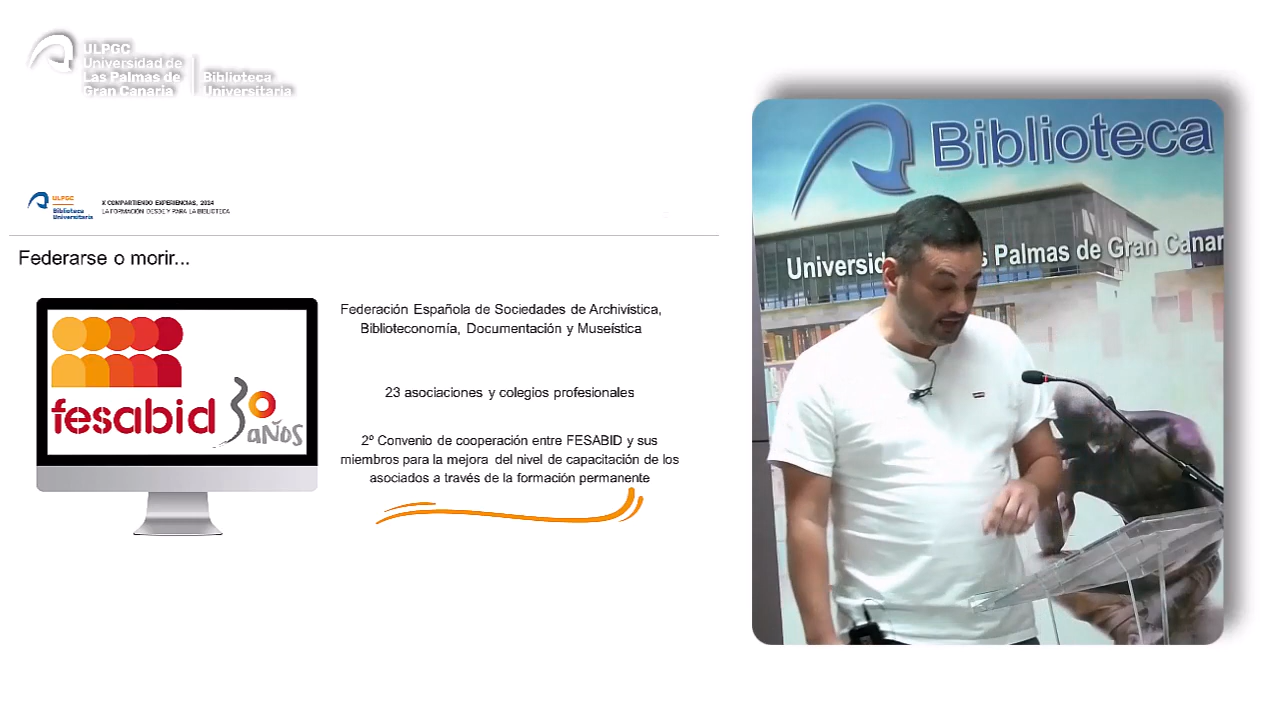 ULPGC
Universidad de
Las Palmas de
Gran Canaria
Biblioteca
Universitaria
ULPGC
Biblioteca
Universitaria
X COMPARTIENDO EXPERIENCIAS, 2024
LA FORMACIÓN DESDE Y PARA LA BIBLIOTECA
Federarse o morir...
fesabid
30
años
Federación Española de Sociedades de Archivística,
Biblioteconomía, Documentación y Museística
23 asociaciones y colegios profesionales
2º Convenio de cooperación entre FESABID y sus
miembros para la mejora del nivel de capacitación de los
asociados a través de la formación permanente
Biblioteca
Universid s Palmas de Gran Canar